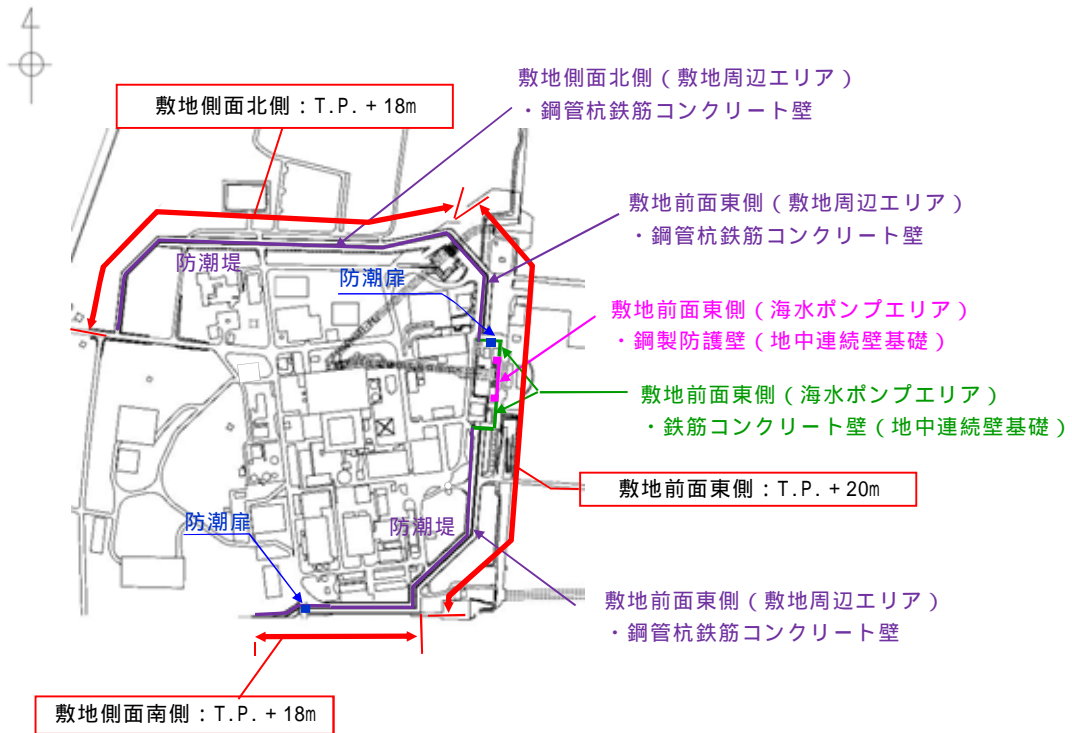 敷地側面北側(敷地周辺エリア)
・鋼管杭鉄筋コンクリート壁
敷地側面北側:T.P.+18m
敷地前面東側(敷地周辺エリア)
・鋼管杭鉄筋コンクリート壁
防潮堤
防潮扉
敷地前面東側(海水ポンプエリア)
・鋼製防護壁(地中連続壁基礎)
敷地前面東側(海水ポンプエリア)
・鉄筋コンクリート壁(地中連続壁基礎)
敷地前面東側:T.P.+20m
防潮扉
防潮堤
敷地前面東側(敷地周辺エリア)
・鋼管杭鉄筋コンクリート壁
敷地側面南側:T.P.+18m